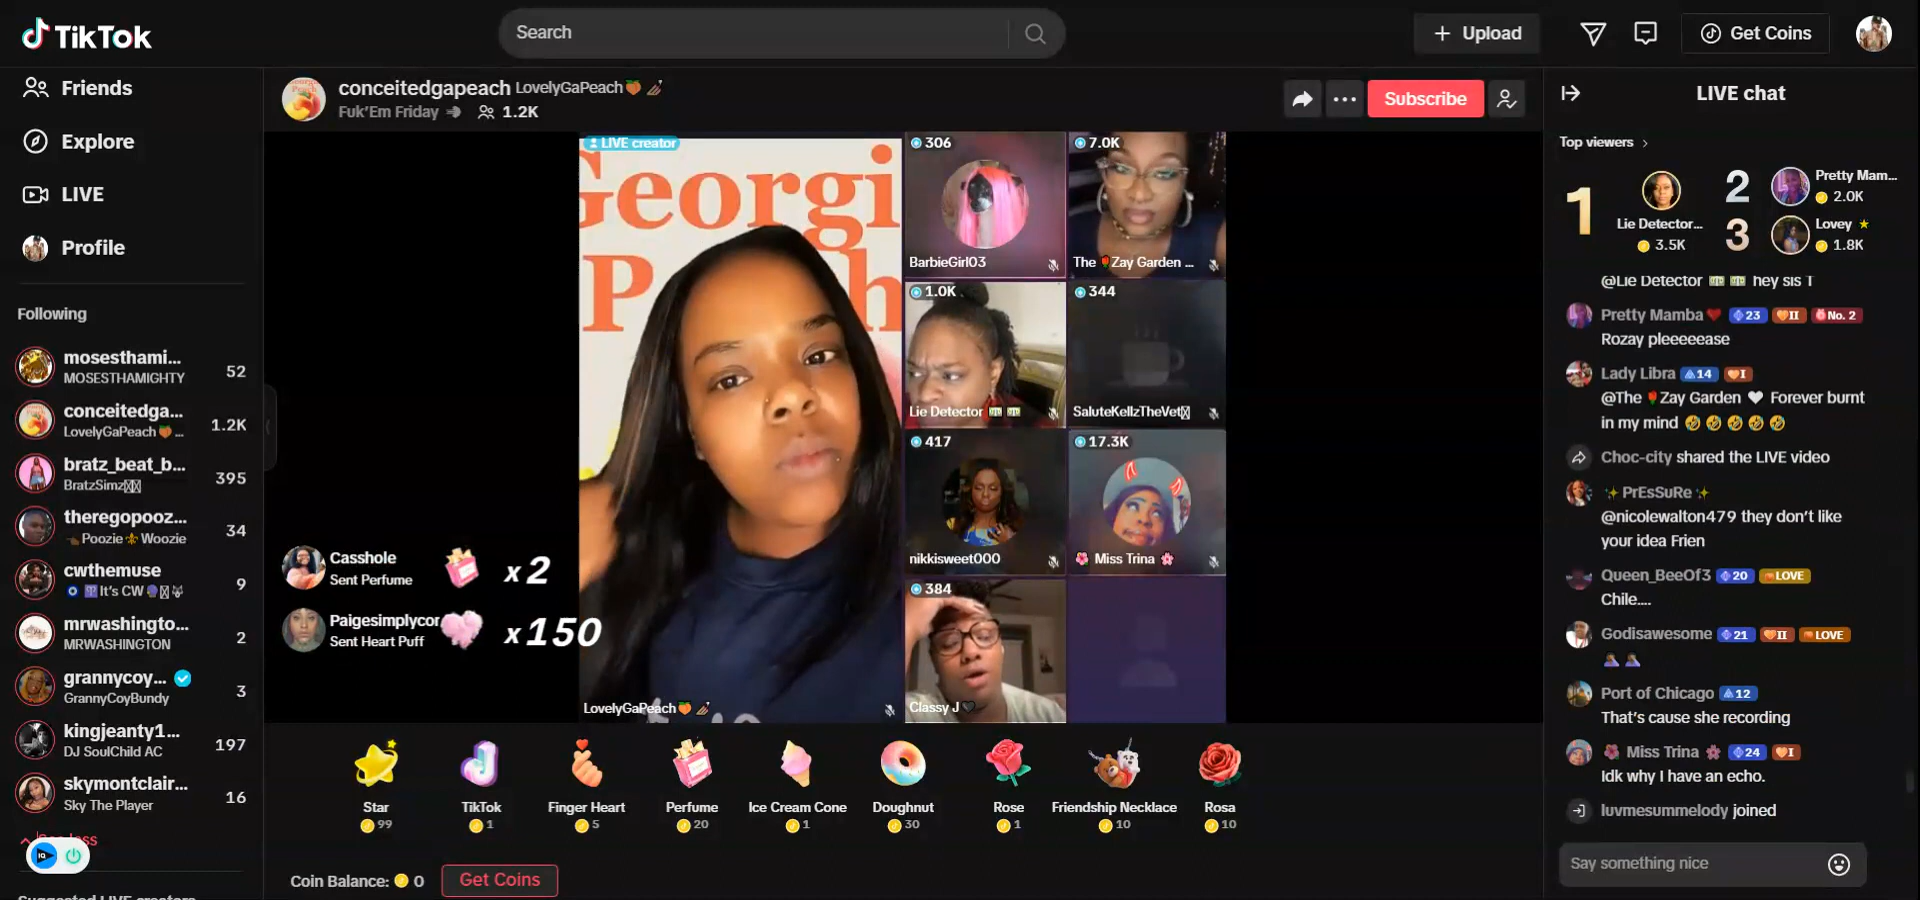 TikTok
Search
Upload
Get Coins
Friends
Explore
LIVE
Profile
Following
mosesthami...
MOSESTHAMIGHTY
52
conceitedga...
LovelyGaPeach🍑...
1.2K
bratz_beat_b...
BratzSimz
395
theregopooz...
Poozie⚜Woozie
34
cwthemuse
It's CW
9
mrwashingto...
MRWASHINGTON
2
grannycoy...
GrannyCoyBundy
3
kingjeanty1...
DJ SoulChild AC
197
skymontclair...
Sky The Player
16
See less
Suggested LIVE creators
conceitedgapeach LovelyGaPeach🍑💅🏾
Fuk'Em Friday 💨 1.2K
Subscribe
LIVE creator
Georgi
P h
LovelyGaPeach🍑💅🏾
306
BarbieGirl03
7.0K
The 🌹Zay Garden ...
1.0K
Lie Detector 💵 💵
344
SaluteKellzTheVet
417
nikkisweet000
17.3K
🌺 Miss Trina 🌺
384
Classy J🖤
Casshole
Sent Perfume
x2
Paigesimplycor
Sent Heart Puff
x150
Star
99
TikTok
1
Finger Heart
5
Perfume
20
Ice Cream Cone
1
Doughnut
30
Rose
1
Friendship Necklace
10
Rosa
10
Coin Balance: 0
Get Coins
LIVE chat
Top viewers >
1
Lie Detector...
3.5K
2
Pretty Mam...
2.0K
3
Lovey ⭐
1.8K
@Lie Detector 💵 💵 hey sis T
Pretty Mamba❤ 23 II No. 2
Rozay pleeeeease
Lady Libra 14 I
@The 🌹Zay Garden 🤍 Forever burnt
in my mind 🤣 🤣 🤣 🤣 🤣
Choc-city shared the LIVE video
✨PrEsSuRe✨
@nicolewalton479 they don't like
your idea Frien
Queen_BeeOf3 20 LOVE
Chile....
Godisawesome 21 II LOVE
🤦🏾‍♀️ 🤦🏾‍♀️
Port of Chicago 12
That's cause she recording
🌺 Miss Trina 🌺 24 I
Idk why I have an echo.
luvmesummelody joined
Say something nice